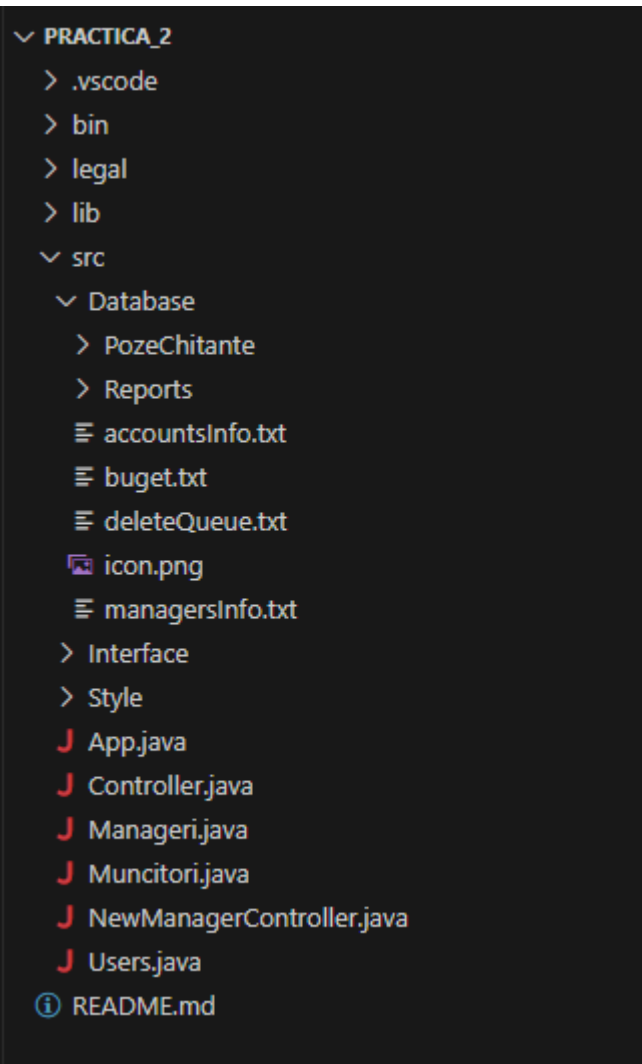 PRACTICA_2
.vscode
bin
legal
lib
src
Database
PozeChitante
Reports
accountsInfo.txt
buget.txt
deleteQueue.txt
icon.png
managersInfo.txt
Interface
Style
J App.java
J Controller.java
J Manageri.java
J Muncitori.java
J NewManagerController.java
J Users.java
README.md